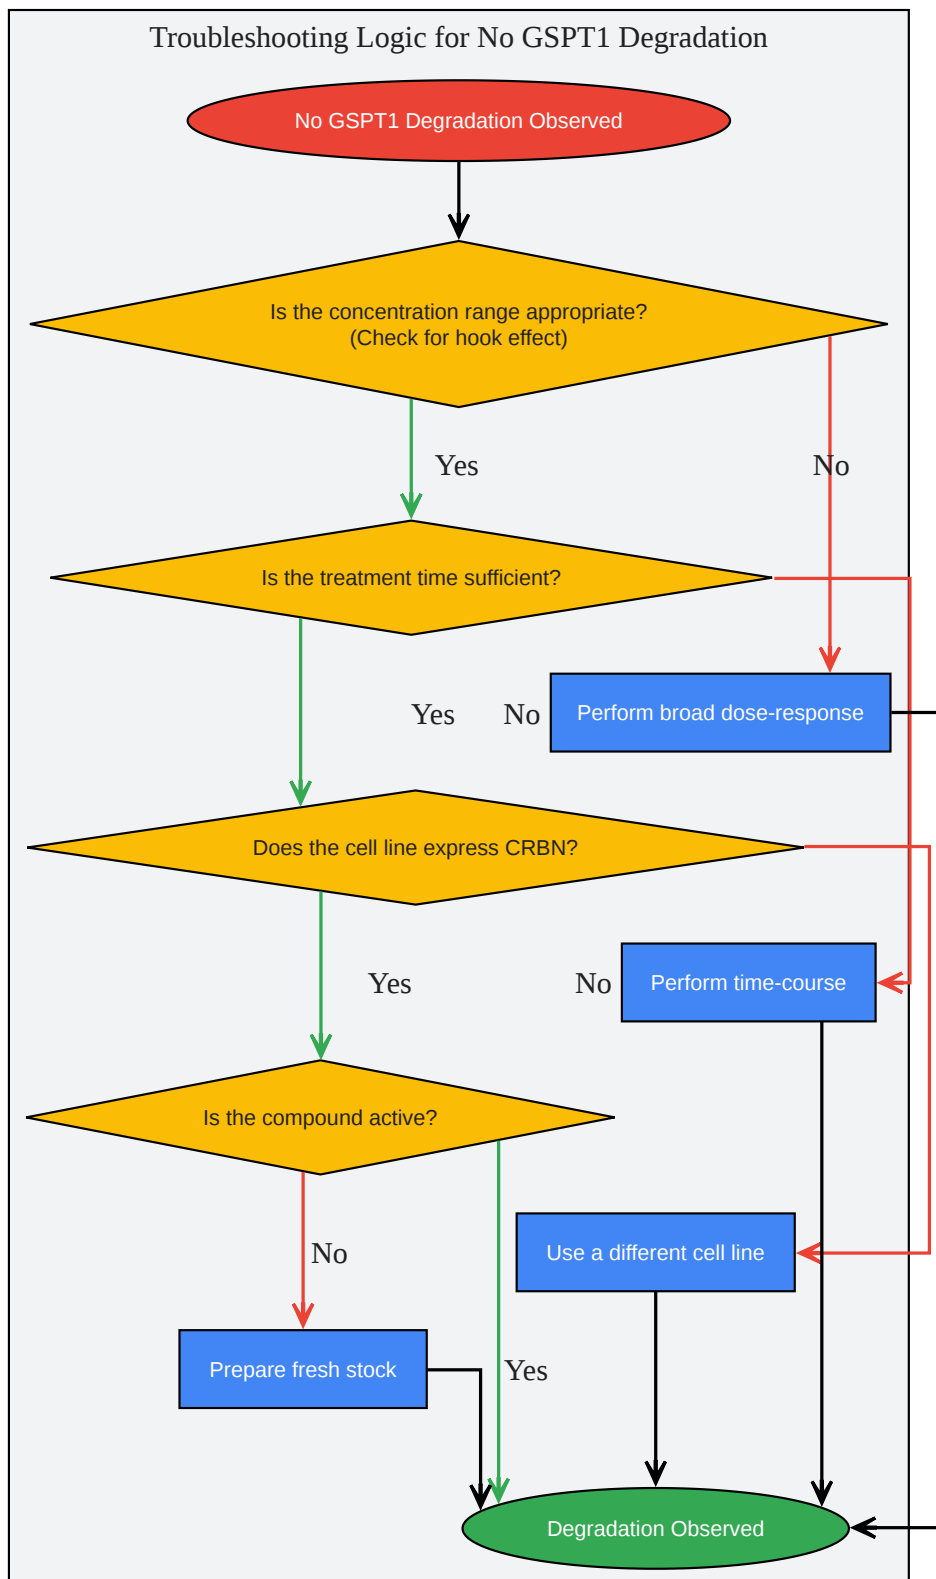 Troubleshooting Logic for No GSPT1 Degradation
No GSPT1 Degradation Observed
Is the concentration range appropriate?
(Check for hook effect)
Yes
No
Is the treatment time sufficient?
Yes
No
Perform broad dose-response
Does the cell line express CRBN?
Yes
No
Perform time-course
Is the compound active?
No
Use a different cell line
Prepare fresh stock
Yes
Degradation Observed